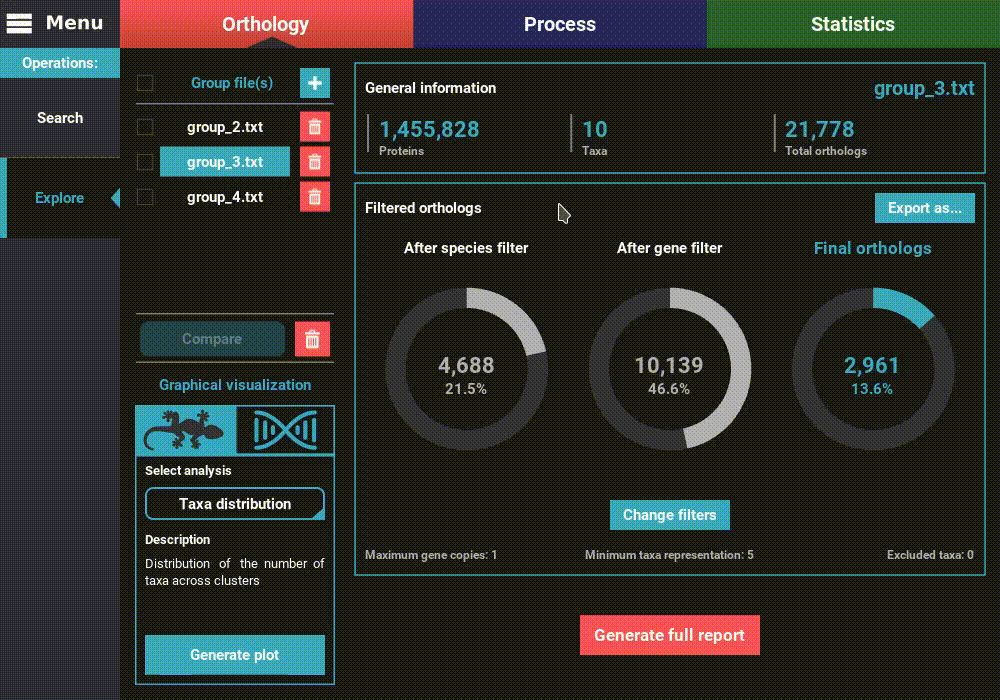 Menu
Orthology
Process
Statistics
Operations:
Search
Explore
Group file(s)
group_2.txt
group_3.txt
group_4.txt
Compare
Graphical visualization
Select analysis
Taxa distribution
Description
Distribution of the number of
taxa across clusters
Generate plot
General information
group_3.txt
1,455,828
Proteins
10
Taxa
21,778
Total orthologs
Filtered orthologs
Export as...
After species filter
After gene filter
Final orthologs
4,688
21.5%
10,139
46.6%
2,961
13.6%
Change filters
Maximum gene copies: 1
Minimum taxa representation: 5
Excluded taxa: 0
Generate full report